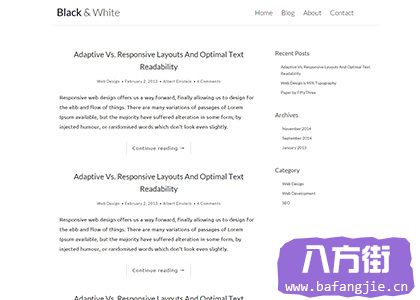 Black & White
Home Blog About Contact
Adaptive Vs. Responsive Layouts And Optimal Text
Readability
Web Design • February 2, 2013 • Albert Einstein • 4 Comments
Responsive web design offers us a way forward, finally allowing us to design for
the ebb and flow of things. There are many variations of passages of Lorem
Ipsum available, but the majority have suffered alteration in some form, by
injected humour, or randomised words which don't look even slightly.
Continue reading →
Adaptive Vs. Responsive Layouts And Optimal Text
Readability
Web Design • February 2, 2013 • Albert Einstein • 4 Comments
Responsive web design offers us a way forward, finally allowing us to design for
the ebb and flow of things. There are many variations of passages of Lorem
Ipsum available, but the majority have suffered alteration in some form, by
injected humour, or randomised words which don't look even slightly.
Continue reading →
Adaptive Vs. Responsive Layouts And Optimal Text
Recent Posts
Adaptive Vs. Responsive Layouts And Optimal Text
Readability
Web Design is 95% Typography
Paper by FiftyThree
Archives
November 2014
September 2014
January 2013
Category
Web Design
Web Development
SEO
八方街
www.bafangjie.cn